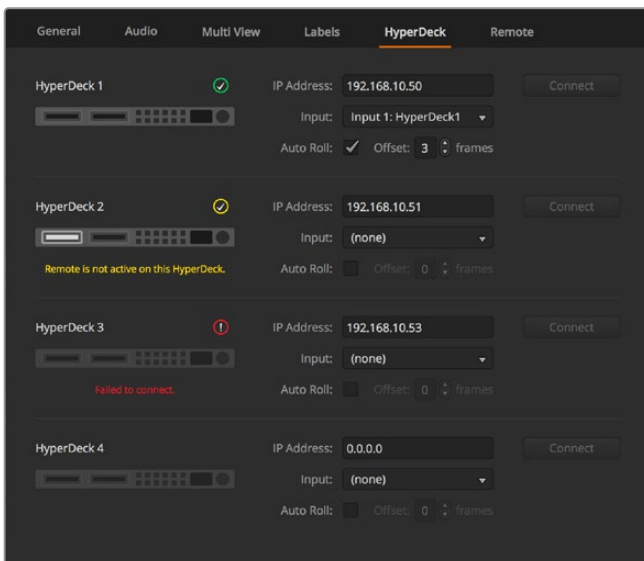 General Audio Multi View Labels HyperDeck Remote
HyperDeck 1 IP Address: 192.168.10.50 Connect
Input: Input 1: HyperDeck1
Auto Roll: Offset: 3 frames
HyperDeck 2 IP Address: 192.168.10.51 Connect
Input: (none)
Remote is not active on this HyperDeck. Auto Roll: Offset: 0 frames
HyperDeck 3 IP Address: 192.168.10.53 Connect
Input: (none)
Failed to connect. Auto Roll: Offset: 0 frames
HyperDeck 4 IP Address: 0.0.0.0 Connect
Input: (none)
Auto Roll: Offset: 0 frames